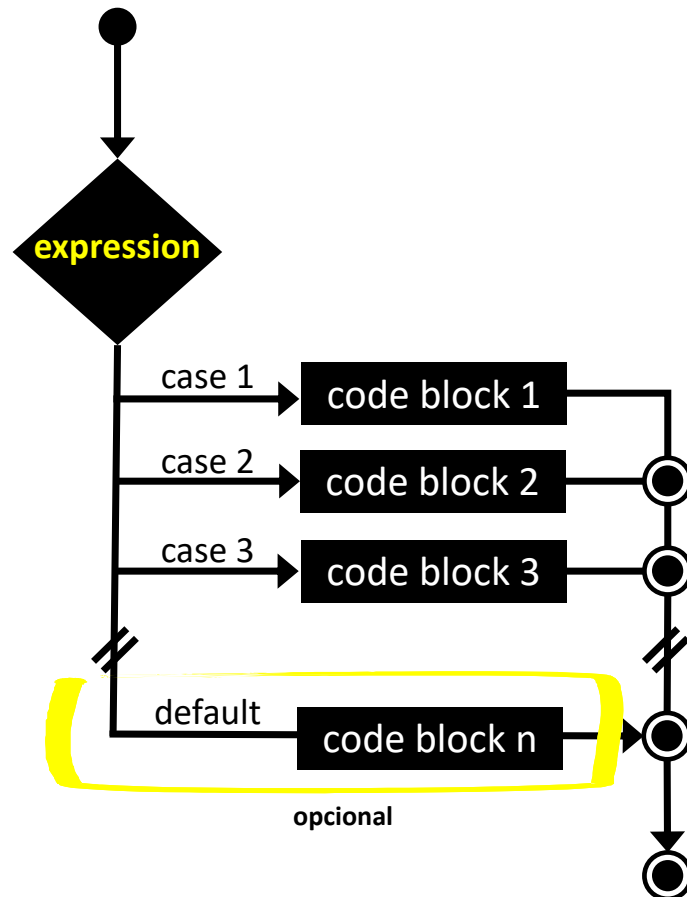 expression
case 1
code block 1
case 2
code block 2
case 3
code block 3
default
code block n
opcional